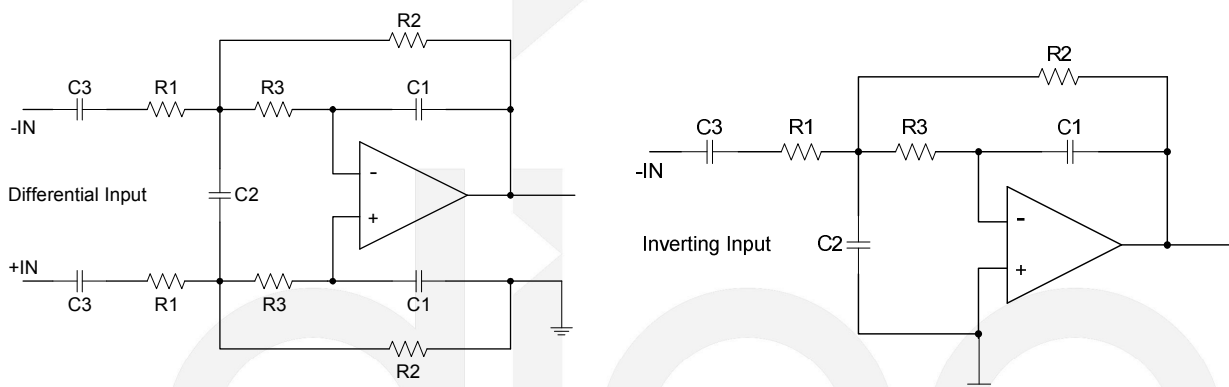 R2
C3
R1
R3
C1
-IN
-
Differential Input
C2
+
+IN
C3
R1
R3
C1
R2
R2
C3
R1
R3
C1
-IN
-
Inverting Input
C2
+